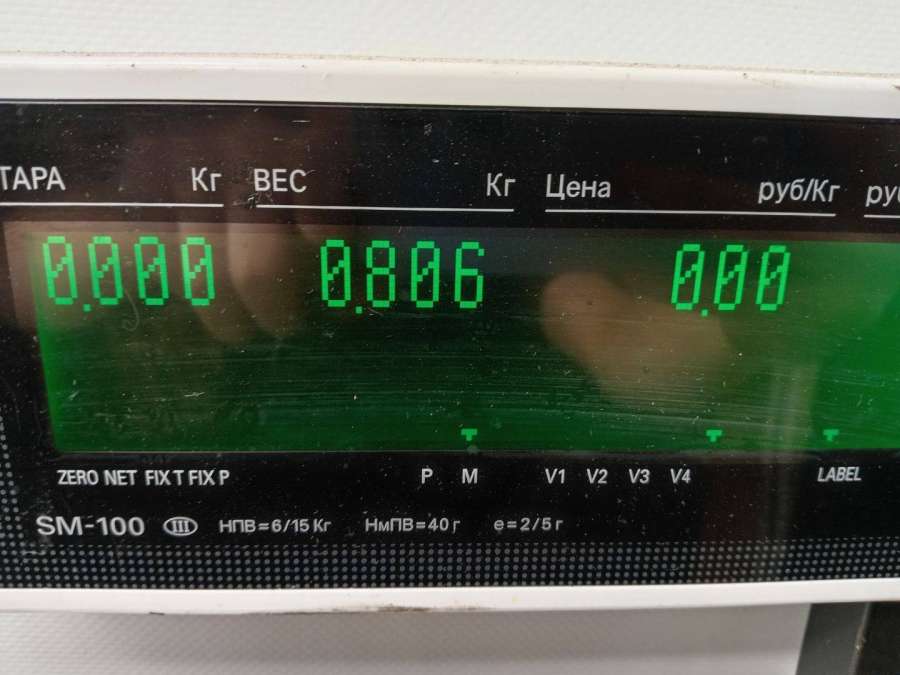 ТАРА Кг ВЕС Кг Цена руб/Кг руб
0.000 0.806 0.00
ZERO NET FIX T FIX P P M V1 V2 V3 V4 LABEL
SM-100 III НПВ=6/15 Кг НмПВ=40 г e=2/5 г